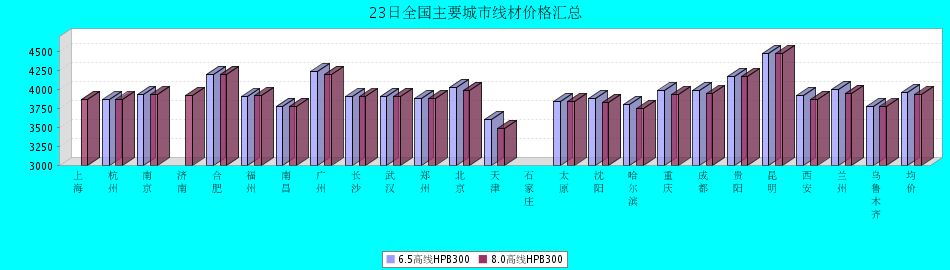 23日全国主要城市线材价格汇总
4500
4250
4000
3750
3500
3250
3000
上海
杭州
南京
济南
合肥
福州
南昌
广州
长沙
武汉
郑州
北京
天津
石家庄
太原
沈阳
哈尔滨
重庆
成都
贵阳
昆明
西安
兰州
乌鲁木齐
均价
6.5高线HPB300
8.0高线HPB300